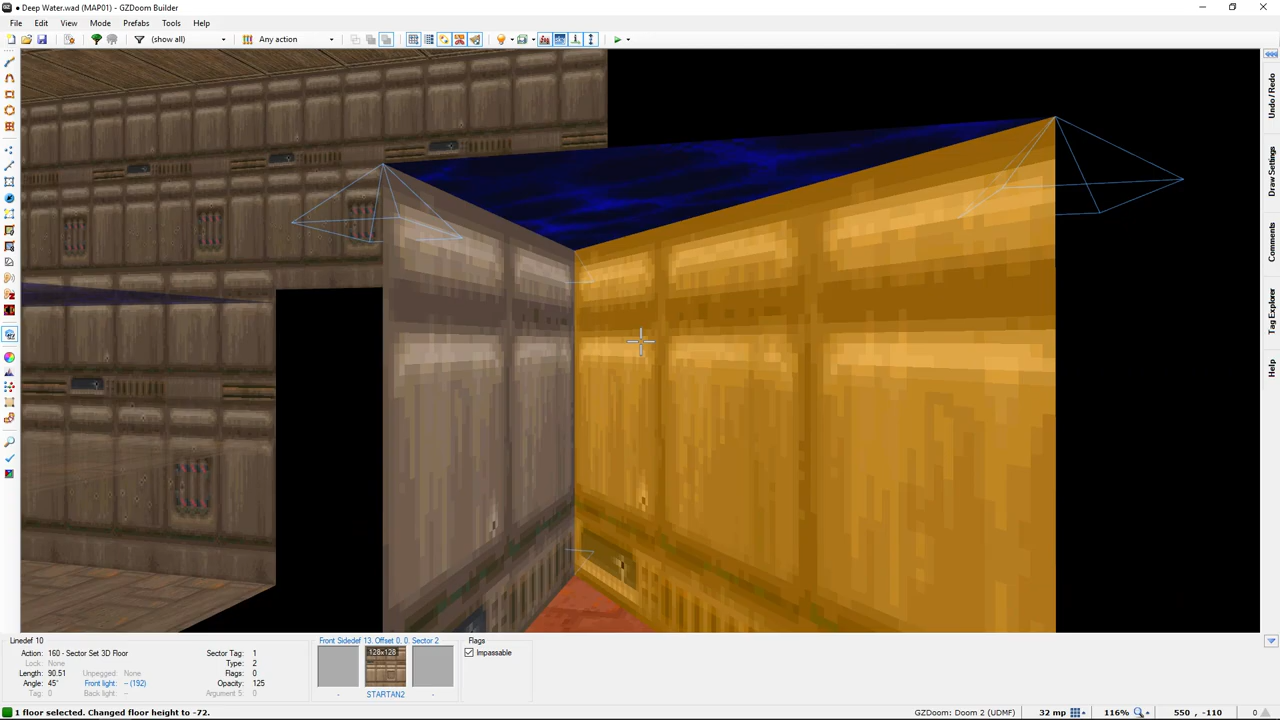 Deep Water.wad (MAP01) - GZDoom Builder
File Edit View Mode Prefabs Tools Help
(show all) Any action
Undo / Redo
Draw Settings
Comments
Tag Explorer
Help
Linedef 10
Action: 160 - Sector Set 3D Floor Sector Tag: 1
Lock: None Type: 2
Length: 90.51 Unpegged: None Flags: 0
Angle: 45° Front light: -- (192) Opacity: 125
Tag: 0 Back light: -- Argument 5: 0
Front Sidedef 13. Offset 0, 0. Sector 2
128x128
- STARTAN2 -
Flags
Impassable
1 floor selected. Changed floor height to -72. GZDoom: Doom 2 (UDMF) 32 mp 116% 550 , -110 0